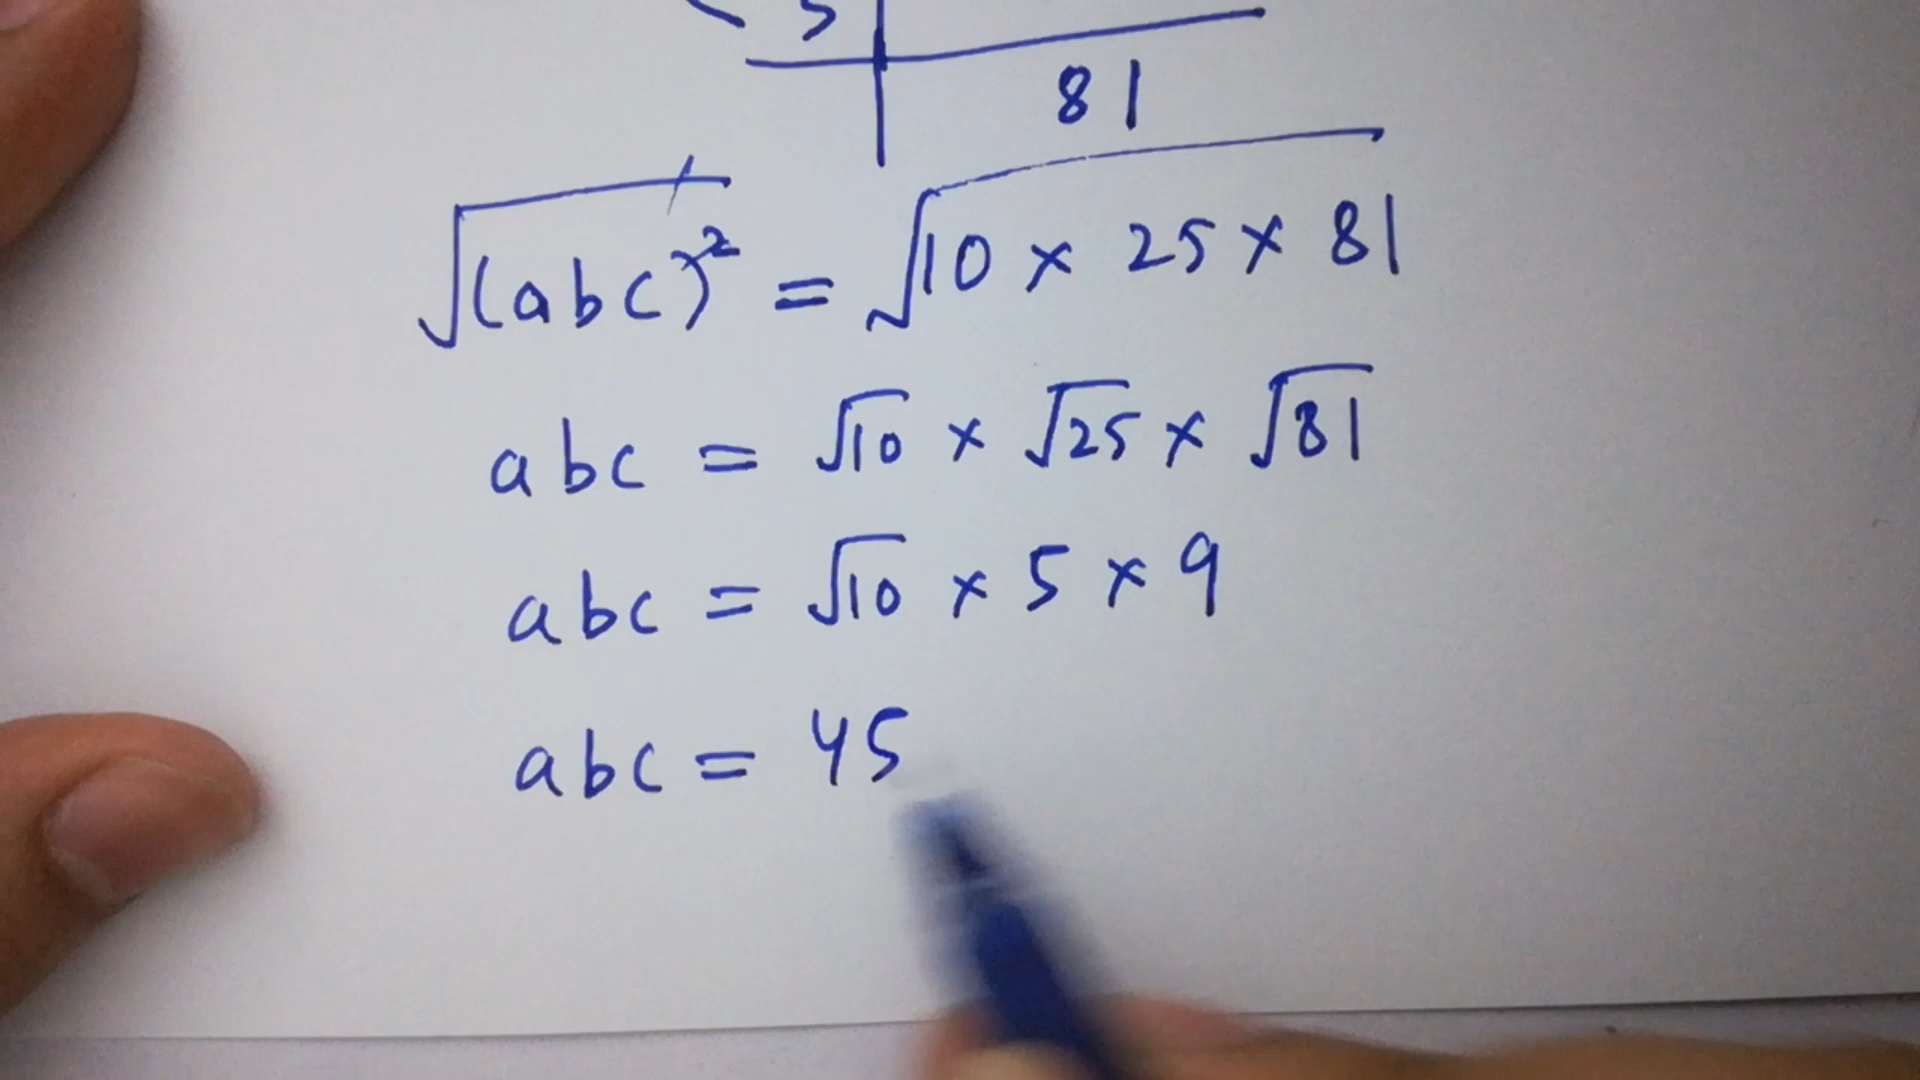 81
√(abc)² = √10 × 25 × 81
abc = √10 × √25 × √81
abc = √10 × 5 × 9
abc = 45